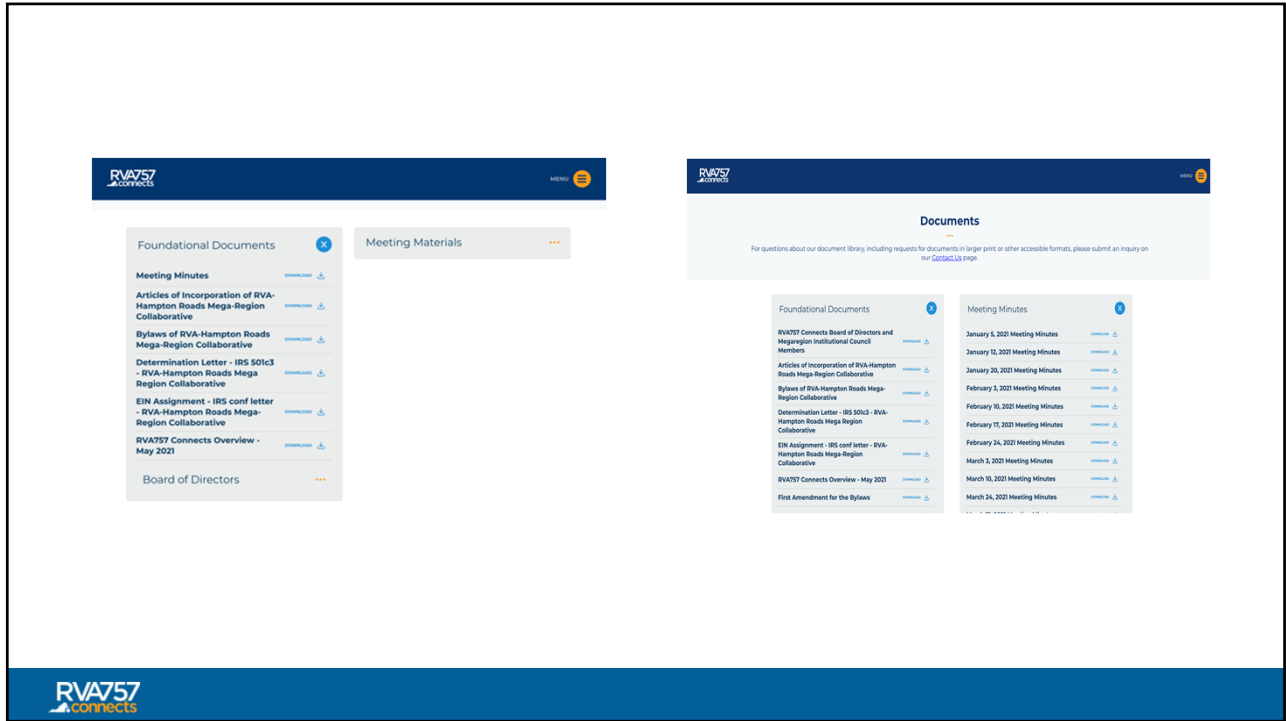 RVA757
connects
MENU
Foundational Documents
X
Meeting Minutes
DOWNLOAD
Articles of Incorporation of RVA-
Hampton Roads Mega-Region
Collaborative
DOWNLOAD
Bylaws of RVA-Hampton Roads
Mega-Region Collaborative
DOWNLOAD
Determination Letter - IRS 501c3
- RVA-Hampton Roads Mega
Region Collaborative
DOWNLOAD
EIN Assignment - IRS conf letter
- RVA-Hampton Roads Mega-
Region Collaborative
DOWNLOAD
RVA757 Connects Overview -
May 2021
DOWNLOAD
Board of Directors
Meeting Materials
RVA757
connects
MENU
Documents
For questions about our document library, including requests for documents in larger print or other accessible formats, please submit an inquiry on
our Contact Us page.
Foundational Documents
X
RVA757 Connects Board of Directors and
Megaregion Institutional Council
Members
DOWNLOAD
Articles of Incorporation of RVA-Hampton
Roads Mega-Region Collaborative
DOWNLOAD
Bylaws of RVA-Hampton Roads Mega-
Region Collaborative
DOWNLOAD
Determination Letter - IRS 501c3 - RVA-
Hampton Roads Mega Region
Collaborative
DOWNLOAD
EIN Assignment - IRS conf letter - RVA-
Hampton Roads Mega-Region
Collaborative
DOWNLOAD
RVA757 Connects Overview - May 2021
DOWNLOAD
First Amendment for the Bylaws
DOWNLOAD
Meeting Minutes
X
January 5, 2021 Meeting Minutes
DOWNLOAD
January 12, 2021 Meeting Minutes
DOWNLOAD
January 20, 2021 Meeting Minutes
DOWNLOAD
February 3, 2021 Meeting Minutes
DOWNLOAD
February 10, 2021 Meeting Minutes
DOWNLOAD
February 17, 2021 Meeting Minutes
DOWNLOAD
February 24, 2021 Meeting Minutes
DOWNLOAD
March 3, 2021 Meeting Minutes
DOWNLOAD
March 10, 2021 Meeting Minutes
DOWNLOAD
March 24, 2021 Meeting Minutes
DOWNLOAD
RVA757
connects